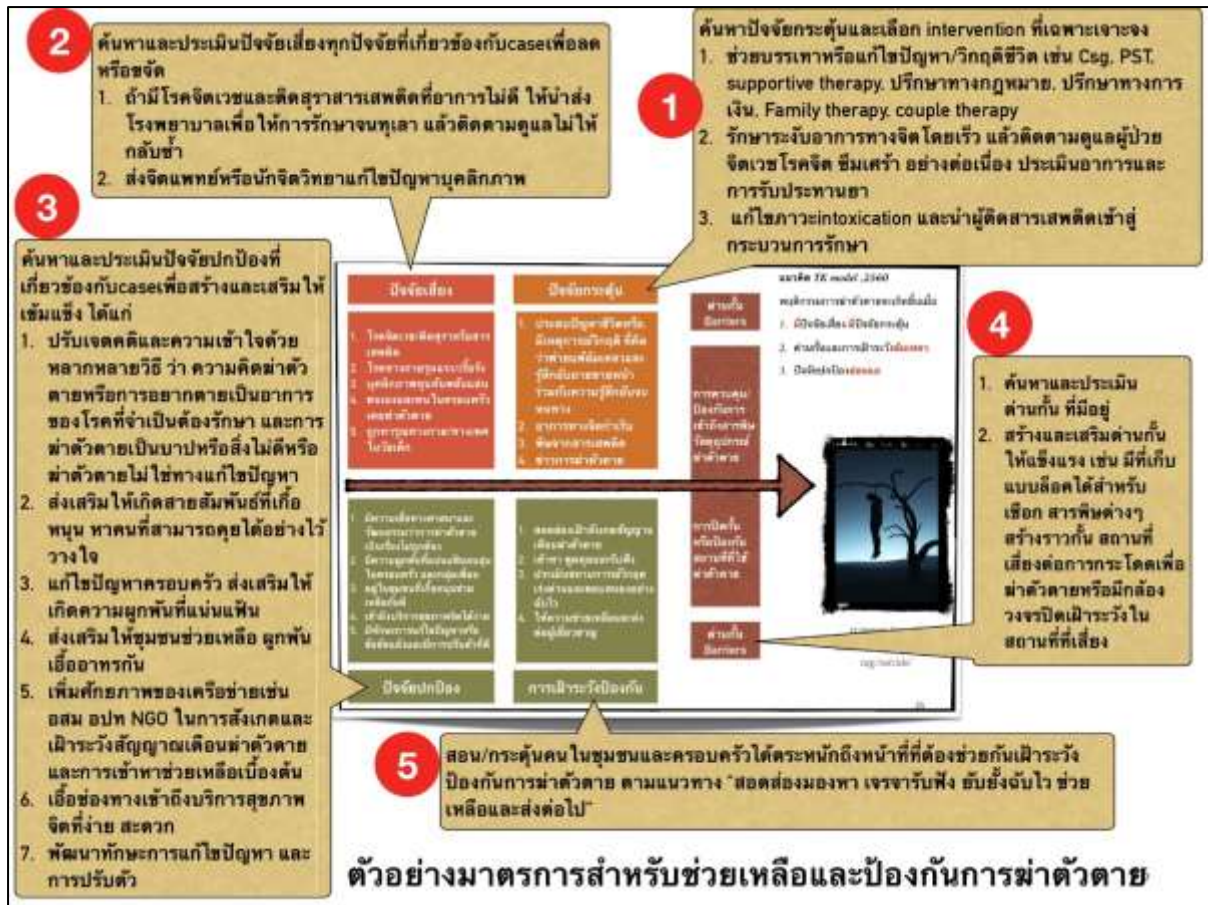 2
ค้นหาและประเมินปัจจัยเสี่ยงทุกปัจจัยที่เกี่ยวข้องกับcaseเพื่อลด
หรือขจัด
1. ถ้ามีโรคจิตเวชและติดสุราสารเสพติดที่อาการไม่ดี ให้นำส่ง
โรงพยาบาลเพื่อให้การรักษาจนทุเลา แล้วติดตามดูแลไม่ให้
กลับซ้ำ
2. ส่งจิตแพทย์หรือนักจิตวิทยาแก้ไขปัญหาบุคลิกภาพ
1
ค้นหาปัจจัยกระตุ้นและเลือก intervention ที่เฉพาะเจาะจง
1. ช่วยบรรเทาหรือแก้ไขปัญหา/วิกฤติชีวิต เช่น Csg. PST.
supportive therapy. ปรึกษาทางกฎหมาย. ปรึกษาทางการ
เงิน. Family therapy. couple therapy
2. รักษาระงับอาการทางจิตโดยเร็ว แล้วติดตามดูแลผู้ป่วย
จิตเวชโรคจิต ซึมเศร้า อย่างต่อเนื่อง ประเมินอาการและ
การรับประทานยา
3. แก้ไขภาวะintoxication และนำผู้ติดสารเสพติดเข้าสู่
กระบวนการรักษา
3
ค้นหาและประเมินปัจจัยปกป้องที่
เกี่ยวข้องกับcaseเพื่อสร้างและเสริมให้
เข้มแข็ง ได้แก่
1. ปรับเจตคติและความเข้าใจด้วย
หลากหลายวิธี ว่า ความคิดฆ่าตัว
ตายหรือการอยากตายเป็นอาการ
ของโรคที่จำเป็นต้องรักษา และการ
ฆ่าตัวตายเป็นบาปหรือสิ่งไม่ดีหรือ
ฆ่าตัวตายไม่ใช่ทางแก้ไขปัญหา
2. ส่งเสริมให้เกิดสายสัมพันธ์ที่เกื้อ
หนุน หาคนที่สามารถคุยได้อย่างไว้
วางใจ
3. แก้ไขปัญหาครอบครัว ส่งเสริมให้
เกิดความผูกพันที่แน่นแฟ้น
4. ส่งเสริมให้ชุมชนช่วยเหลือ ผูกพัน
เอื้ออาทรกัน
5. เพิ่มศักยภาพของเครือข่ายเช่น
อสม อปท NGO ในการสังเกตและ
เฝ้าระวังสัญญาณเตือนฆ่าตัวตาย
และการเข้าหาช่วยเหลือเบื้องต้น
6. เอื้อช่องทางเข้าถึงบริการสุขภาพ
จิตที่ง่าย สะดวก
7. พัฒนาทักษะการแก้ไขปัญหา และ
การปรับตัว
ปัจจัยเสี่ยง
ปัจจัยกระตุ้น
ด่านกั้น
Barriers
แนวคิด TK model .2560
ปัจจัยปกป้อง
การเฝ้าระวังป้องกัน
ด่านกั้น
Barriers
4
1. ค้นหาและประเมิน
ด่านกั้น ที่มีอยู่
2. สร้างและเสริมด่านกั้น
ให้แข็งแรง เช่น มีที่เก็บ
แบบล็อคได้สำหรับ
เชือก สารพิษต่างๆ
สร้างราวกั้น สถานที่
เสี่ยงต่อการกระโดดเพื่อ
ฆ่าตัวตายหรือมีกล้อง
วงจรปิดเฝ้าระวังใน
สถานที่ที่เสี่ยง
5
สอน/กระตุ้นคนในชุมชนและครอบครัวได้ตระหนักถึงหน้าที่ที่ต้องช่วยกันเฝ้าระวัง
ป้องกันการฆ่าตัวตาย ตามแนวทาง "สอดส่องมองหา เจรจารับฟัง ยับยั้งฉับไว ช่วย
เหลือและส่งต่อไป"
ตัวอย่างมาตรการสำหรับช่วยเหลือและป้องกันการฆ่าตัวตาย